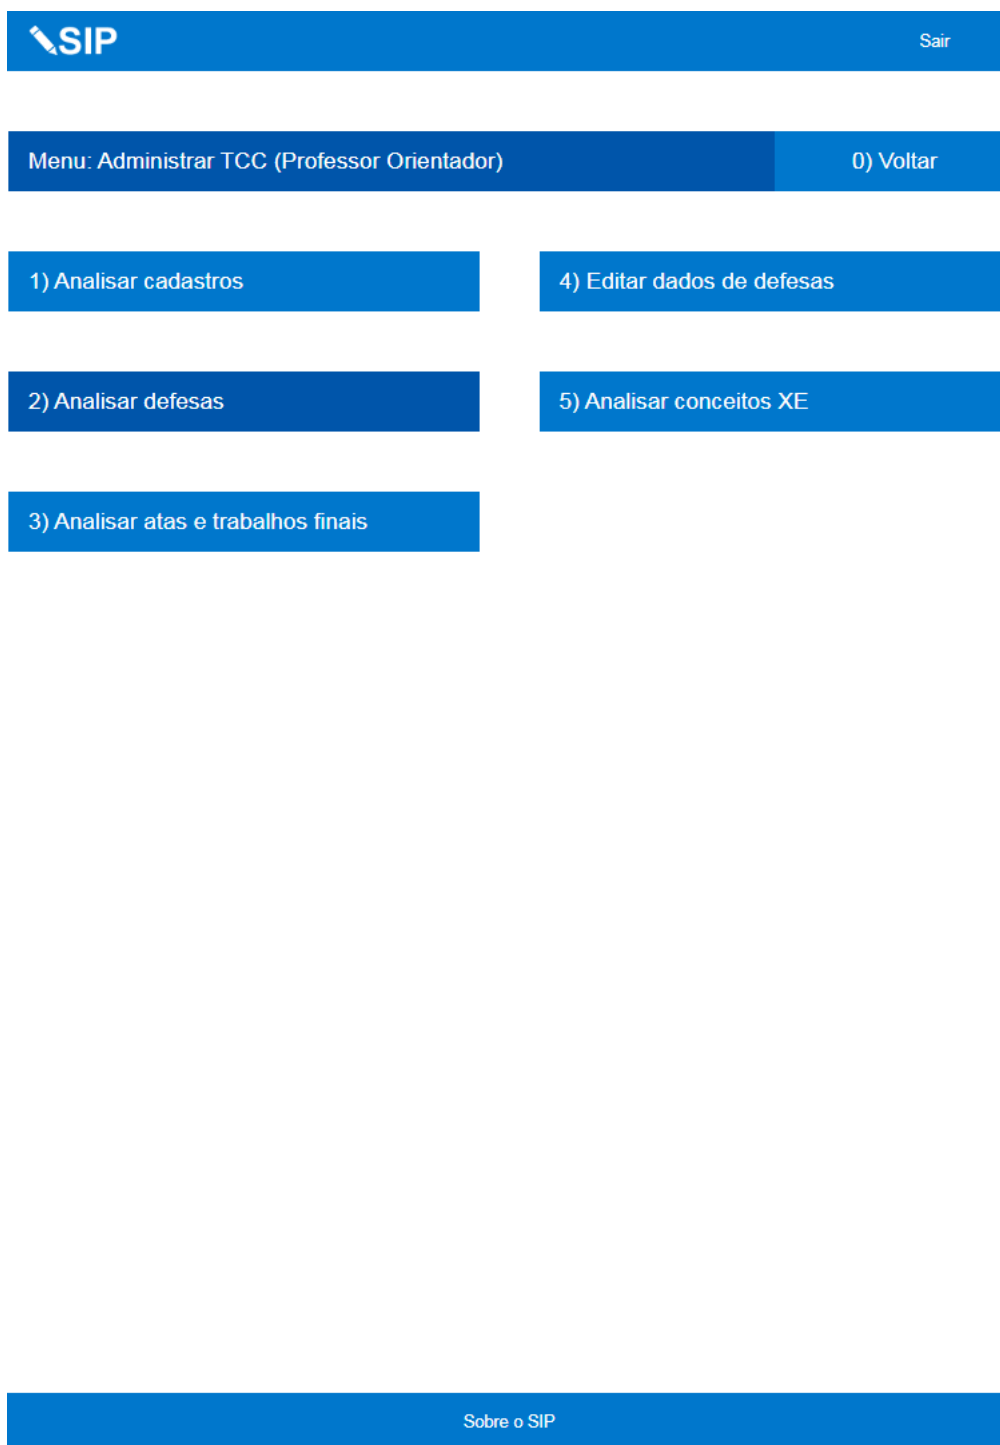 SIP
Sair
Menu: Administrar TCC (Professor Orientador)
0) Voltar
1) Analisar cadastros
4) Editar dados de defesas
2) Analisar defesas
5) Analisar conceitos XE
3) Analisar atas e trabalhos finais
Sobre o SIP